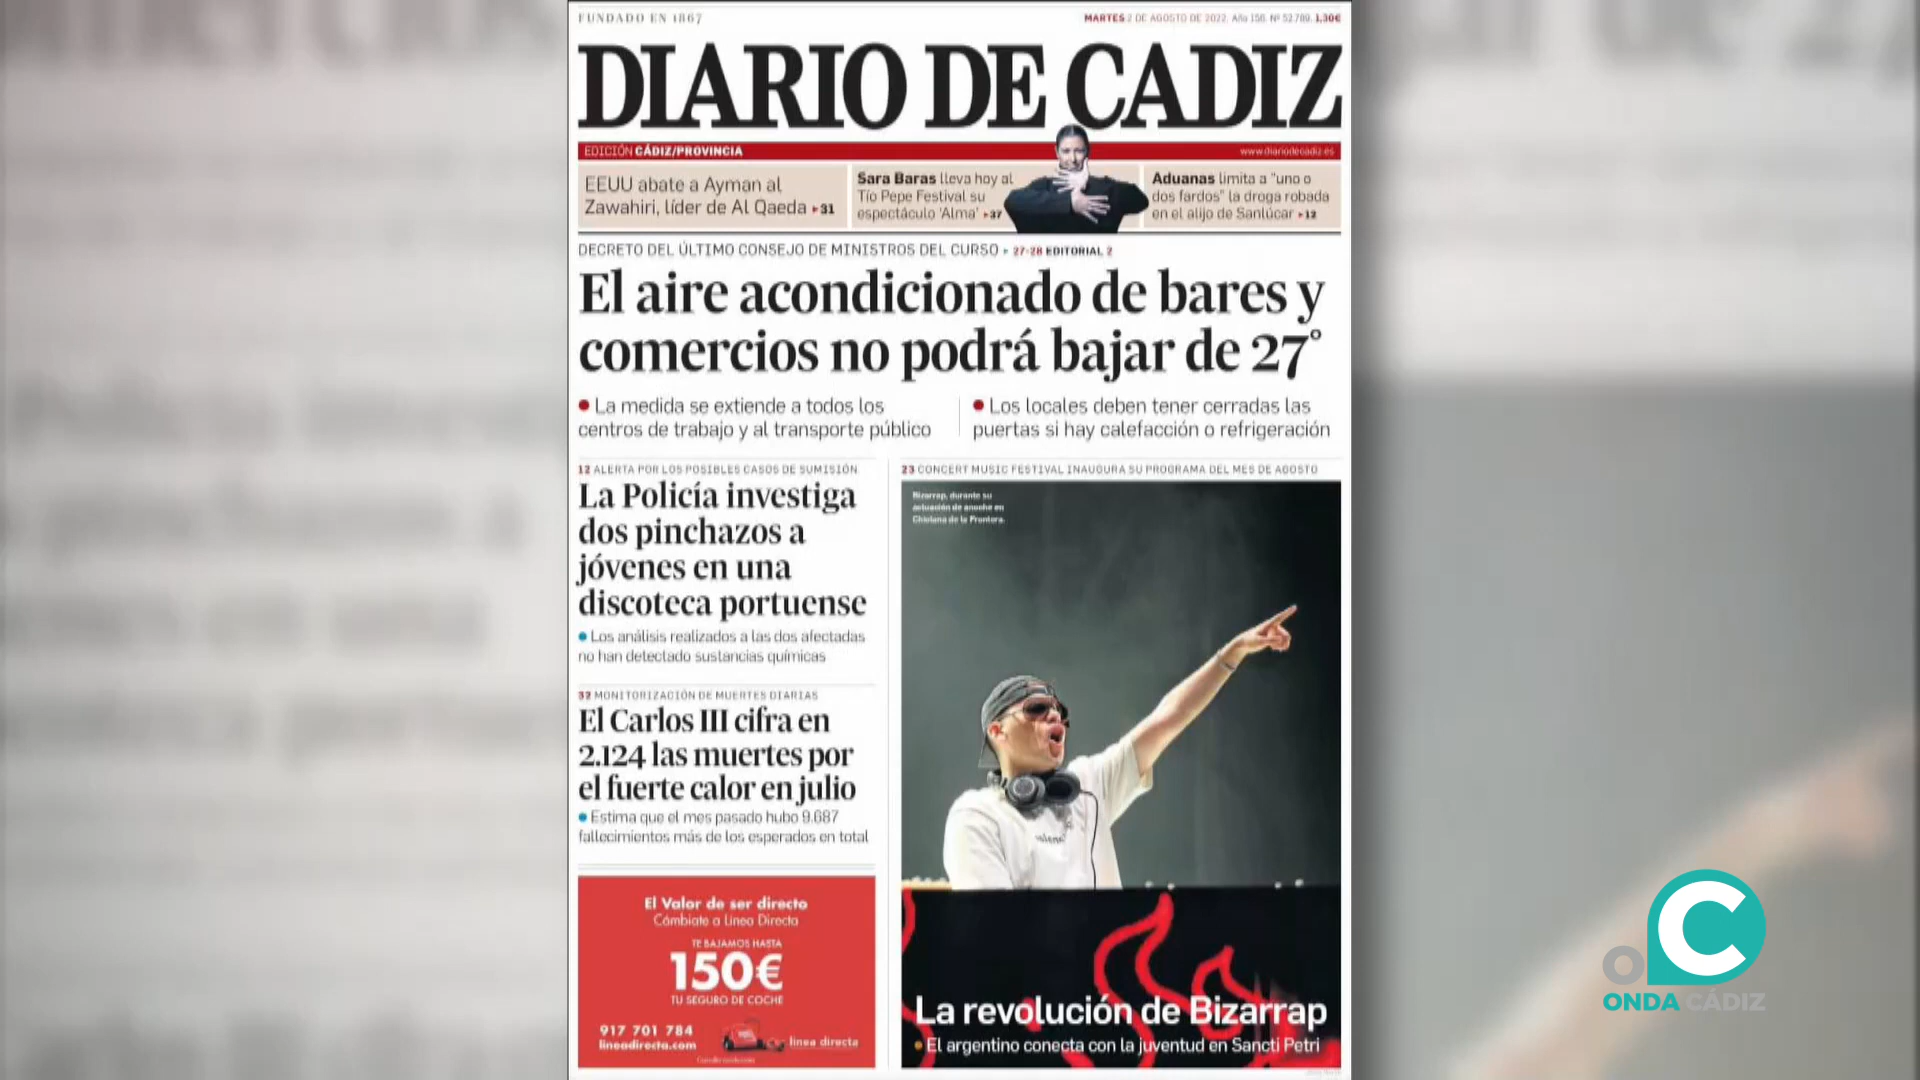 FUNDADO EN 1867
MARTES 2 DE AGOSTO DE 2022. Año 156. Nº 52.789. 1,30€
DIARIO DE CADIZ
EDICIÓN CÁDIZ/PROVINCIA
www.diariodecadiz.es
EEUU abate a Ayman al
Zawahiri, líder de Al Qaeda ▸31
Sara Baras lleva hoy al
Tío Pepe Festival su
espectáculo 'Alma' ▸37
Aduanas limita a "uno o
dos fardos" la droga robada
en el alijo de Sanlúcar ▸12
DECRETO DEL ÚLTIMO CONSEJO DE MINISTROS DEL CURSO ▸ 27-28 EDITORIAL 2
El aire acondicionado de bares y
comercios no podrá bajar de 27°
● La medida se extiende a todos los
centros de trabajo y al transporte público
● Los locales deben tener cerradas las
puertas si hay calefacción o refrigeración
12 ALERTA POR LOS POSIBLES CASOS DE SUMISIÓN
La Policía investiga
dos pinchazos a
jóvenes en una
discoteca portuense
● Los análisis realizados a las dos afectadas
no han detectado sustancias químicas
32 MONITORIZACIÓN DE MUERTES DIARIAS
El Carlos III cifra en
2.124 las muertes por
el fuerte calor en julio
● Estima que el mes pasado hubo 9.687
fallecimientos más de los esperados en total
El Valor de ser directo
Cámbiate a Línea Directa
TE BAJAMOS HASTA
150€
TU SEGURO DE COCHE
917 701 784
lineadirecta.com
linea directa
23 CONCERT MUSIC FESTIVAL INAUGURA SU PROGRAMA DEL MES DE AGOSTO
Bizarrap, durante su
actuación de anoche en
Chiclana de la Frontera.
La revolución de Bizarrap
● El argentino conecta con la juventud en Sancti Petri
OC
ONDA CÁDIZ